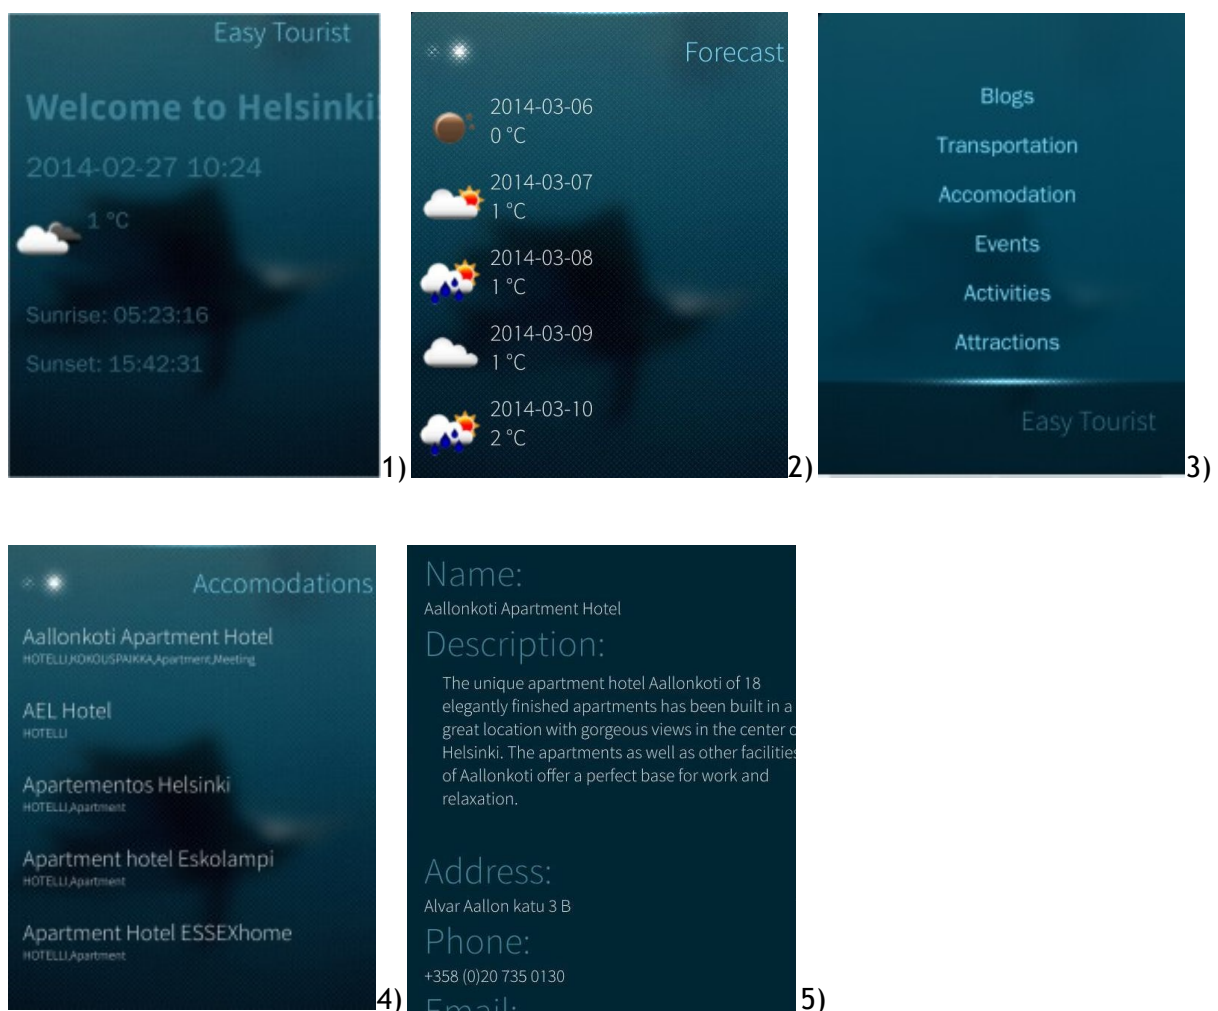 Easy Tourist
Welcome to Helsinki!
2014-02-27 10:24
1 °C
Sunrise: 05:23:16
Sunset: 15:42:31
1)
Forecast
2014-03-06
0 °C
2014-03-07
1 °C
2014-03-08
1 °C
2014-03-09
1 °C
2014-03-10
2 °C
2)
Blogs
Transportation
Accomodation
Events
Activities
Attractions
Easy Tourist
3)
Accomodations
Aallonkoti Apartment Hotel
HOTELLI,KOKOUSPAIKKA,Apartment,Meeting
AEL Hotel
HOTELLI
Apartementos Helsinki
HOTELLI,Apartment
Apartment hotel Eskolampi
HOTELLI,Apartment
Apartment Hotel ESSEXhome
HOTELLI,Apartment
4)
Name:
Aallonkoti Apartment Hotel
Description:
The unique apartment hotel Aallonkoti of 18
elegantly finished apartments has been built in a
great location with gorgeous views in the center o
Helsinki. The apartments as well as other facilities
of Aallonkoti offer a perfect base for work and
relaxation.
Address:
Alvar Aallon katu 3 B
Phone:
+358 (0)20 735 0130
Email:
5)